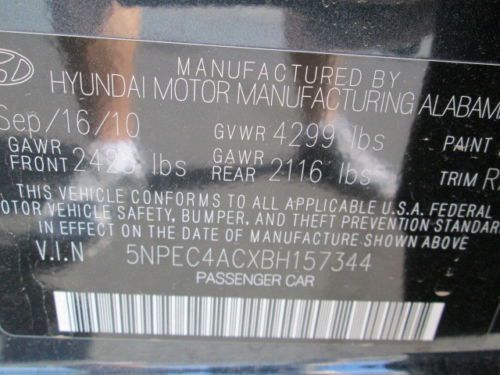 MANUFACTURED BY
HYUNDAI MOTOR MANUFACTURING ALABAMA
Sep/16/10 GVWR 4299 lbs PAINT
GAWR FRONT 2425 lbs GAWR REAR 2116 lbs TRIM R
THIS VEHICLE CONFORMS TO ALL APPLICABLE U.S.A. FEDERAL
MOTOR VEHICLE SAFETY, BUMPER, AND THEFT PREVENTION STANDAR
IN EFFECT ON THE DATE OF MANUFACTURE SHOWN ABOVE
V.I.N 5NPEC4ACXBH157344
PASSENGER CAR